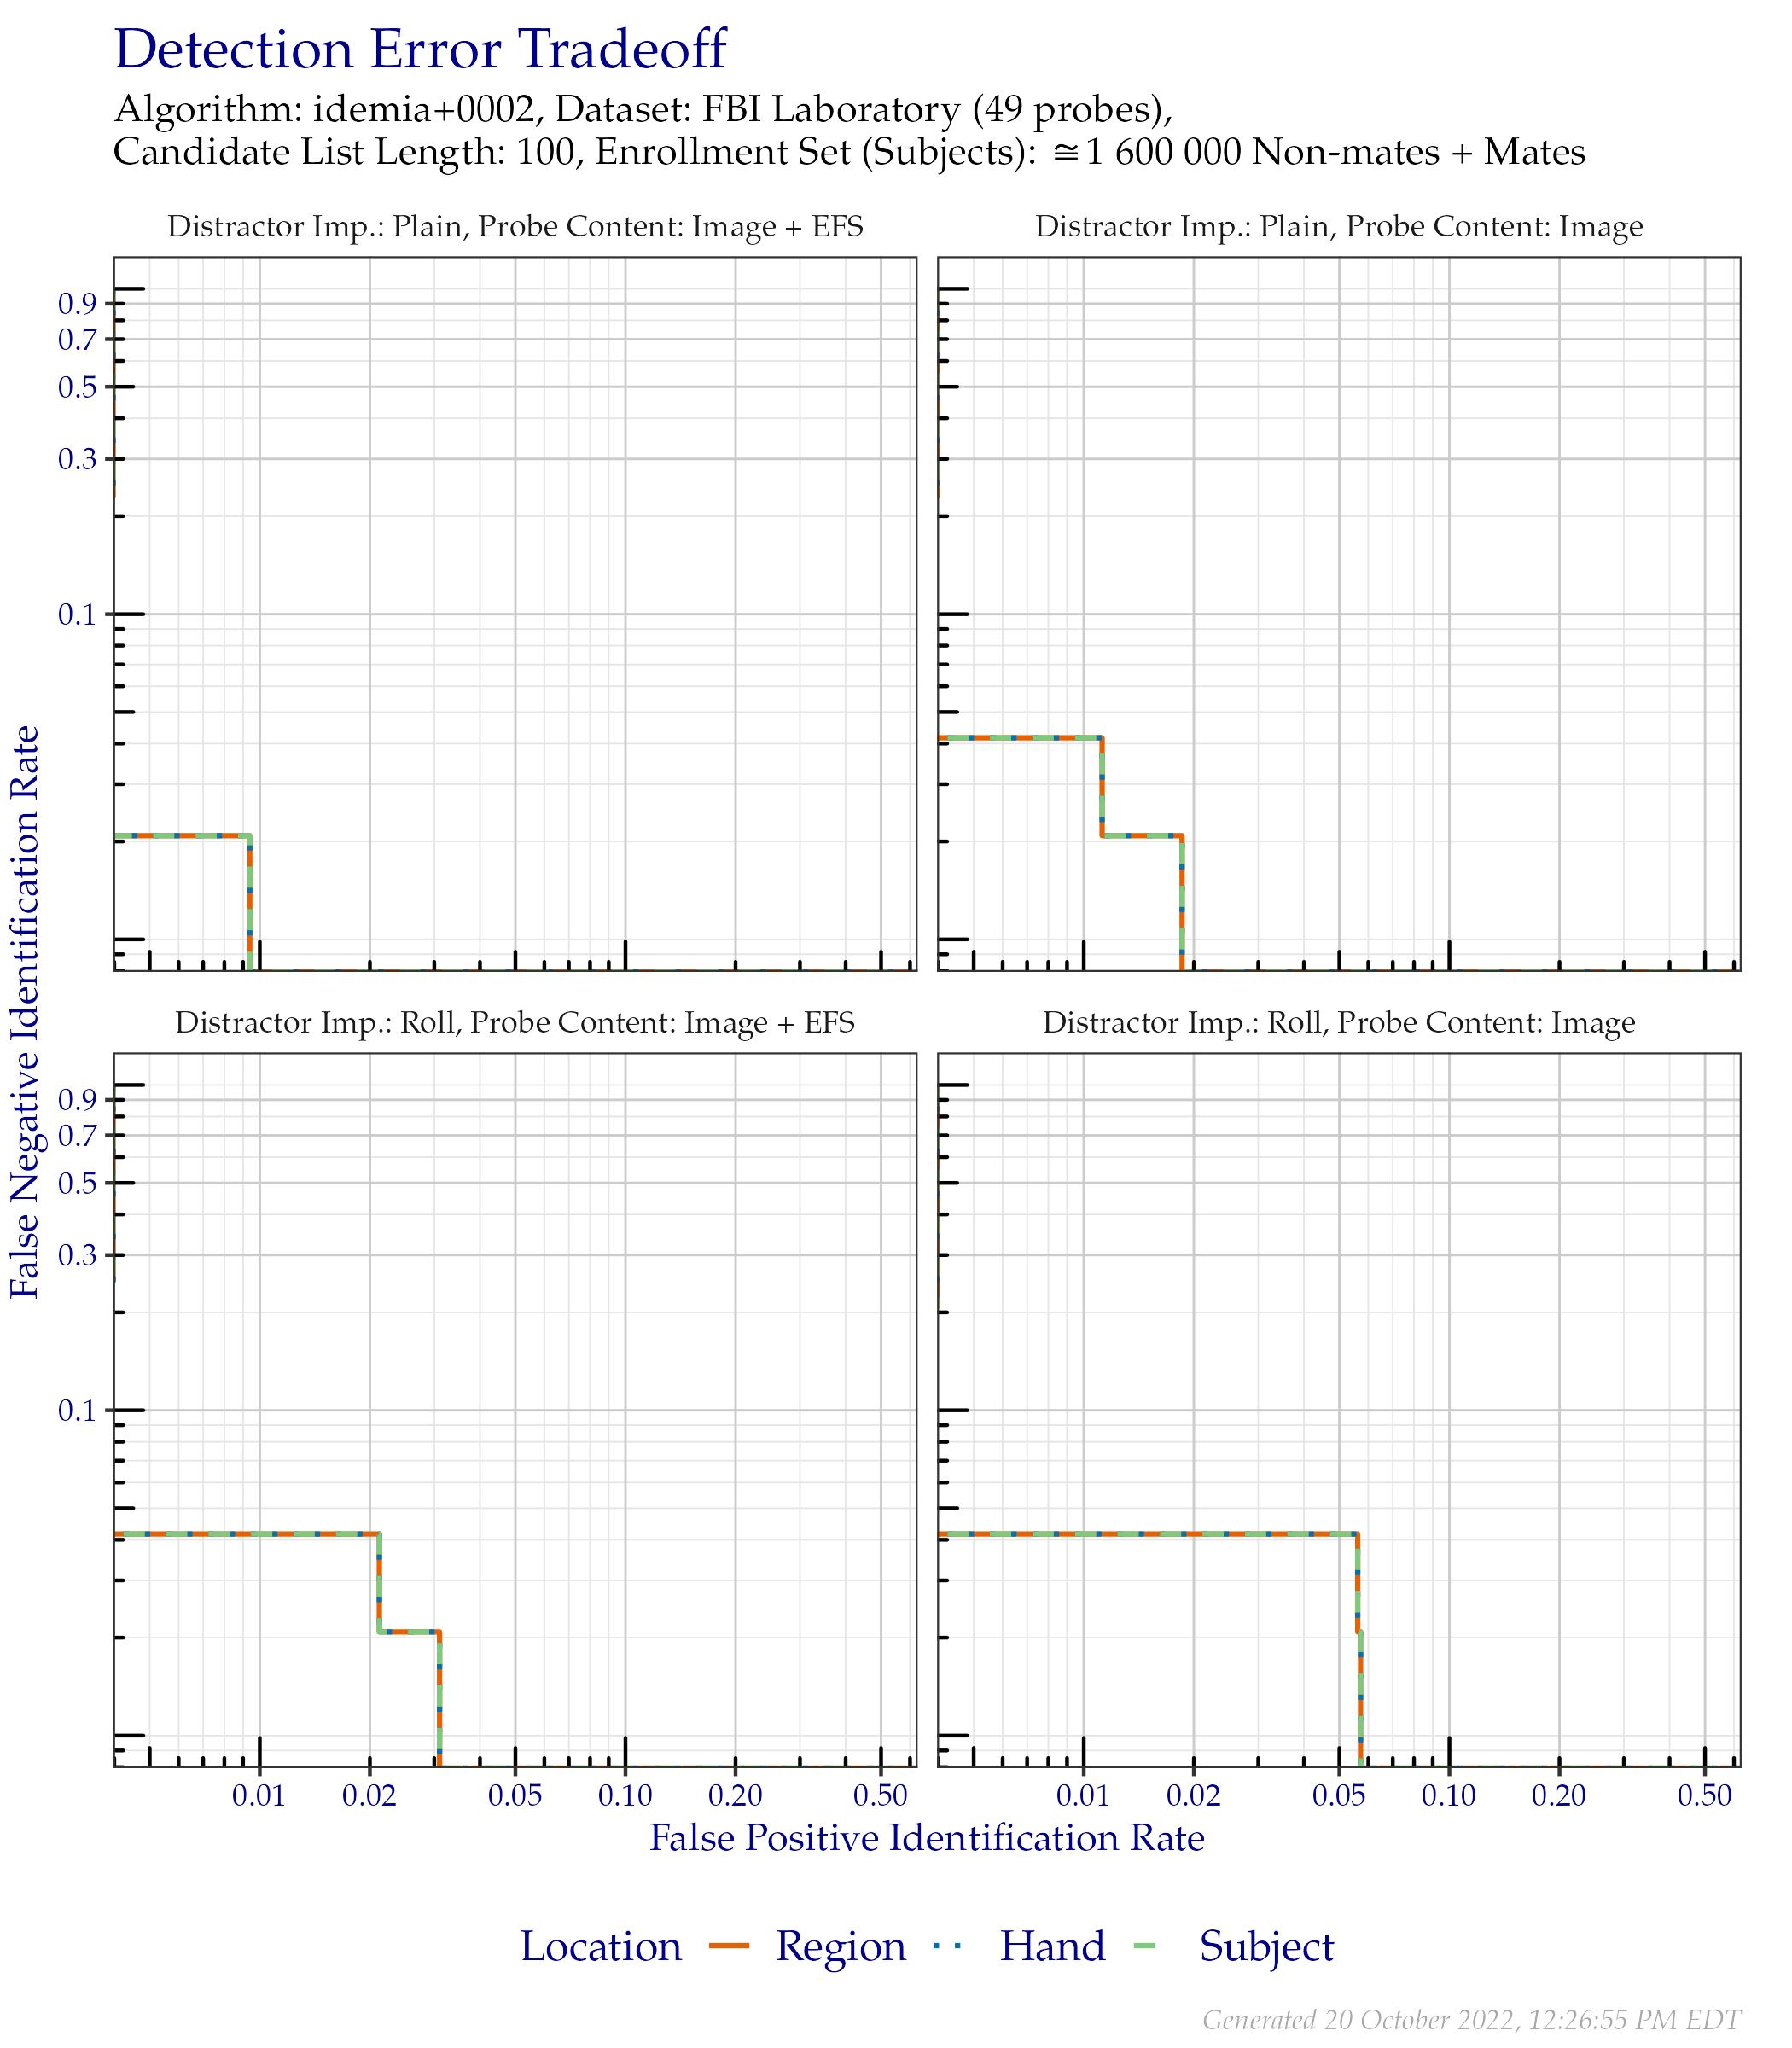 Detection Error Tradeoff
Algorithm: idemia+0002, Dataset: FBI Laboratory (49 probes),
Candidate List Length: 100, Enrollment Set (Subjects): ≅1 600 000 Non-mates + Mates
Distractor Imp.: Plain, Probe Content: Image + EFS
Distractor Imp.: Plain, Probe Content: Image
0.9
0.7
0.5
0.3
0.1
False Negative Identification Rate
Distractor Imp.: Roll, Probe Content: Image + EFS
Distractor Imp.: Roll, Probe Content: Image
0.9
0.7
0.5
0.3
0.1
0.01 0.02 0.05 0.10 0.20 0.50
0.01 0.02 0.05 0.10 0.20 0.50
False Positive Identification Rate
Location Region Hand Subject
Generated 20 October 2022, 12:26:55 PM EDT